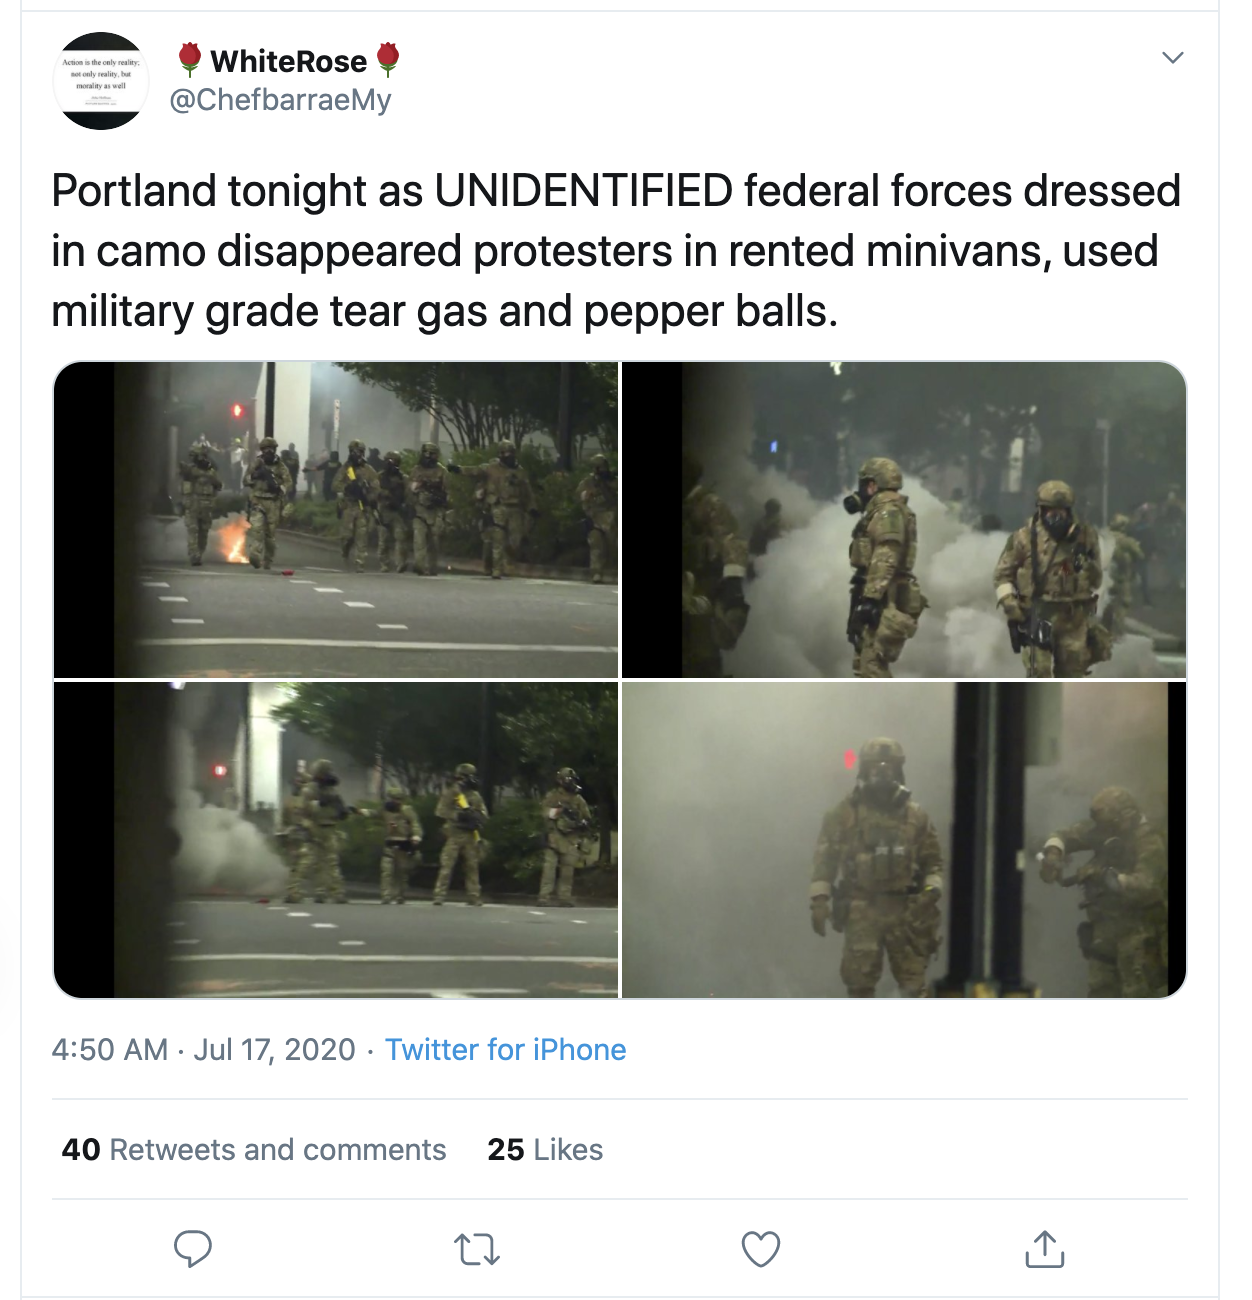 Action is the only reality;
not only reality, but
morality as well
🌹 WhiteRose 🌹
@ChefbarraeMy
Portland tonight as UNIDENTIFIED federal forces dressed
in camo disappeared protesters in rented minivans, used
military grade tear gas and pepper balls.
4:50 AM · Jul 17, 2020 · Twitter for iPhone
40 Retweets and comments 25 Likes